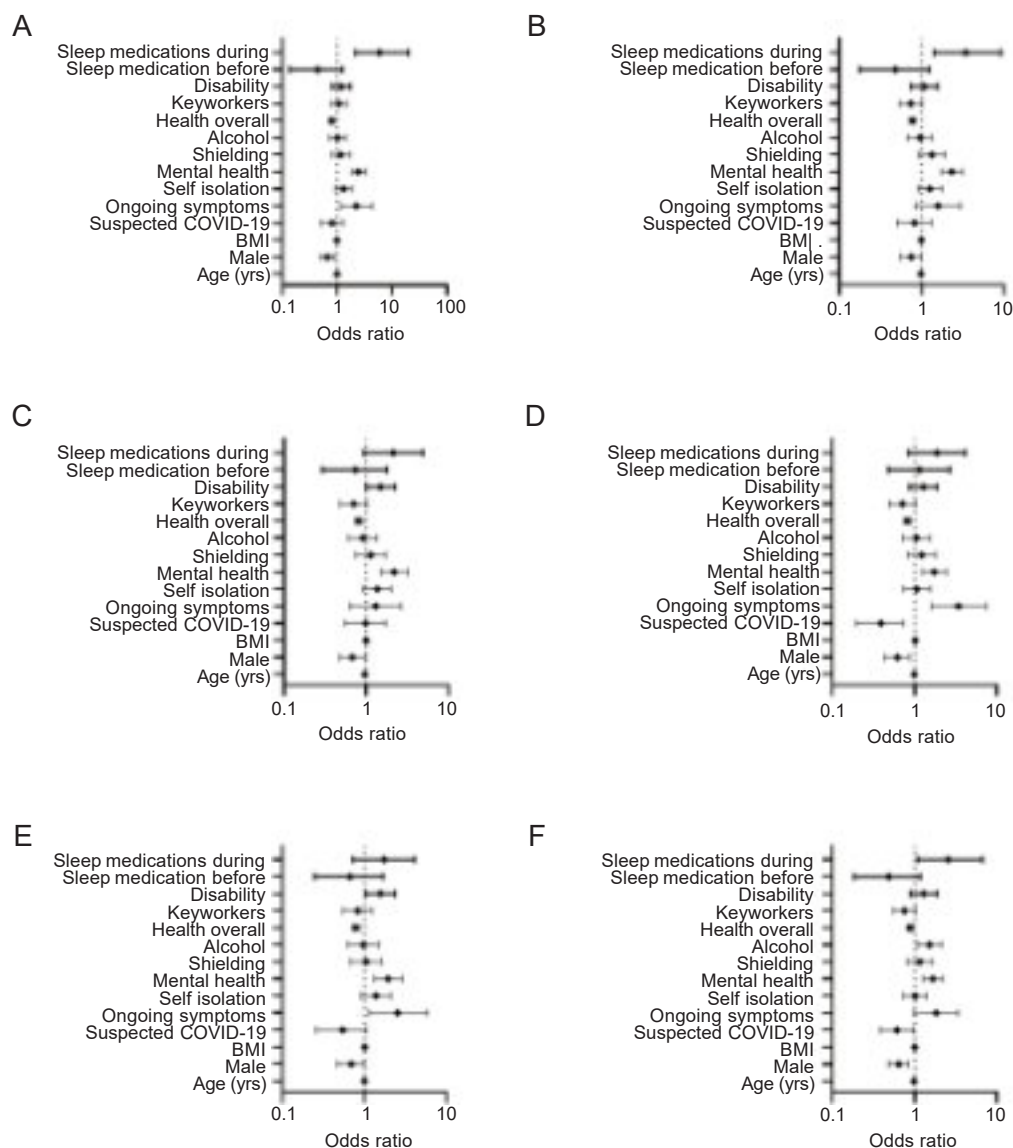 A
Sleep medications during
Sleep medication before
Disability
Keyworkers
Health overall
Alcohol
Shielding
Mental health
Self isolation
Ongoing symptoms
Suspected COVID-19
BMI
Male
Age (yrs)
0.1 1 10 100
Odds ratio
B
Sleep medications during
Sleep medication before
Disability
Keyworkers
Health overall
Alcohol
Shielding
Mental health
Self isolation
Ongoing symptoms
Suspected COVID-19
BM| .
Male
Age (yrs)
0.1 1 10
Odds ratio
C
Sleep medications during
Sleep medication before
Disability
Keyworkers
Health overall
Alcohol
Shielding
Mental health
Self isolation
Ongoing symptoms
Suspected COVID-19
BMI
Male
Age (yrs)
0.1 1 10
Odds ratio
D
Sleep medications during
Sleep medication before
Disability
Keyworkers
Health overall
Alcohol
Shielding
Mental health
Self isolation
Ongoing symptoms
Suspected COVID-19
BMI
Male
Age (yrs)
0.1 1 10
Odds ratio
E
Sleep medications during
Sleep medication before
Disability
Keyworkers
Health overall
Alcohol
Shielding
Mental health
Self isolation
Ongoing symptoms
Suspected COVID-19
BMI
Male
Age (yrs)
0.1 1 10
Odds ratio
F
Sleep medications during
Sleep medication before
Disability
Keyworkers
Health overall
Alcohol
Shielding
Mental health
Self isolation
Ongoing symptoms
Suspected COVID-19
BMI
Male
Age (yrs)
0.1 1 10
Odds ratio